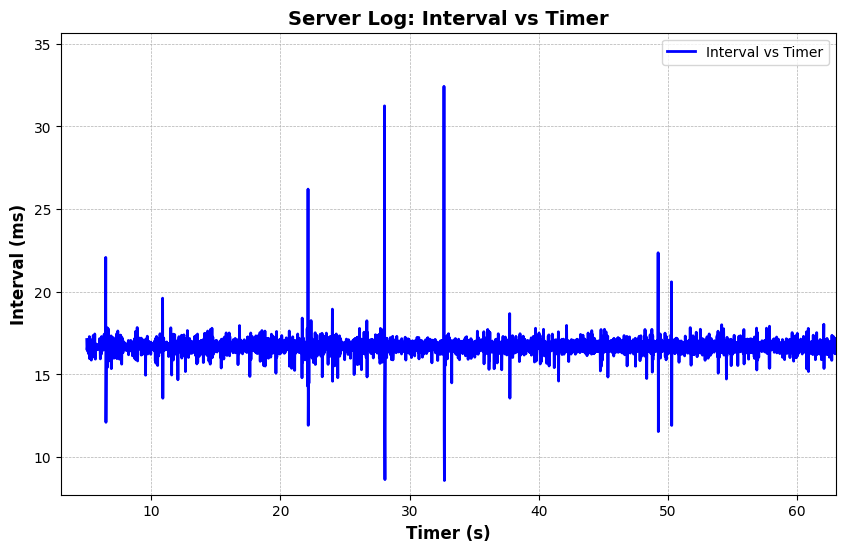 Server Log: Interval vs Timer
Interval vs Timer
35
30
25
20
15
10
Interval (ms)
10 20 30 40 50 60
Timer (s)